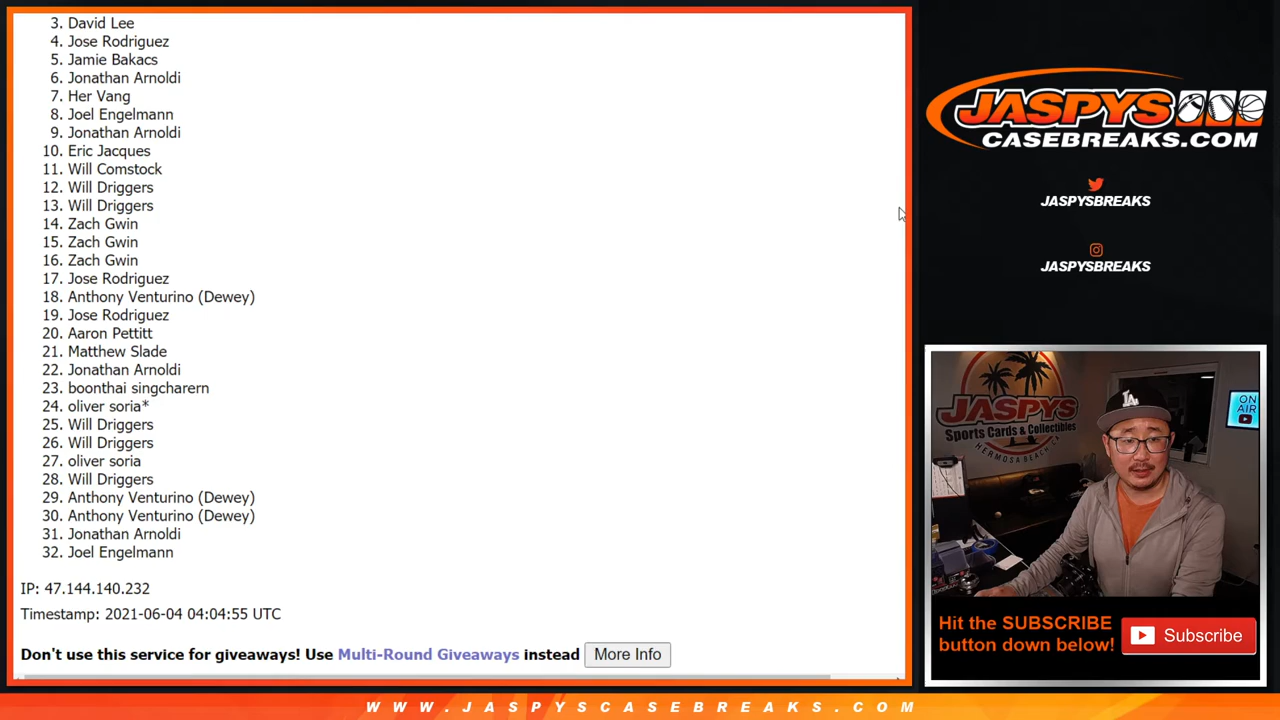 3. David Lee
4. Jose Rodriguez
5. Jamie Bakacs
6. Jonathan Arnoldi
7. Her Vang
8. Joel Engelmann
9. Jonathan Arnoldi
10. Eric Jacques
11. Will Comstock
12. Will Driggers
13. Will Driggers
14. Zach Gwin
15. Zach Gwin
16. Zach Gwin
17. Jose Rodriguez
18. Anthony Venturino (Dewey)
19. Jose Rodriguez
20. Aaron Pettitt
21. Matthew Slade
22. Jonathan Arnoldi
23. boonthai singcharern
24. oliver soria*
25. Will Driggers
26. Will Driggers
27. oliver soria
28. Will Driggers
29. Anthony Venturino (Dewey)
30. Anthony Venturino (Dewey)
31. Jonathan Arnoldi
32. Joel Engelmann
IP: 47.144.140.232
Timestamp: 2021-06-04 04:04:55 UTC
Don't use this service for giveaways! Use Multi-Round Giveaways instead More Info
JASPYS
CASEBREAKS.COM
JASPYSBREAKS
JASPYSBREAKS
JASPYS
Sports Cards & Collectibles
HERMOSA BEACH, CA
LA
ON
AIR
Hit the SUBSCRIBE
button down below!
Subscribe
WWW.JASPYSCASEBREAKS.COM